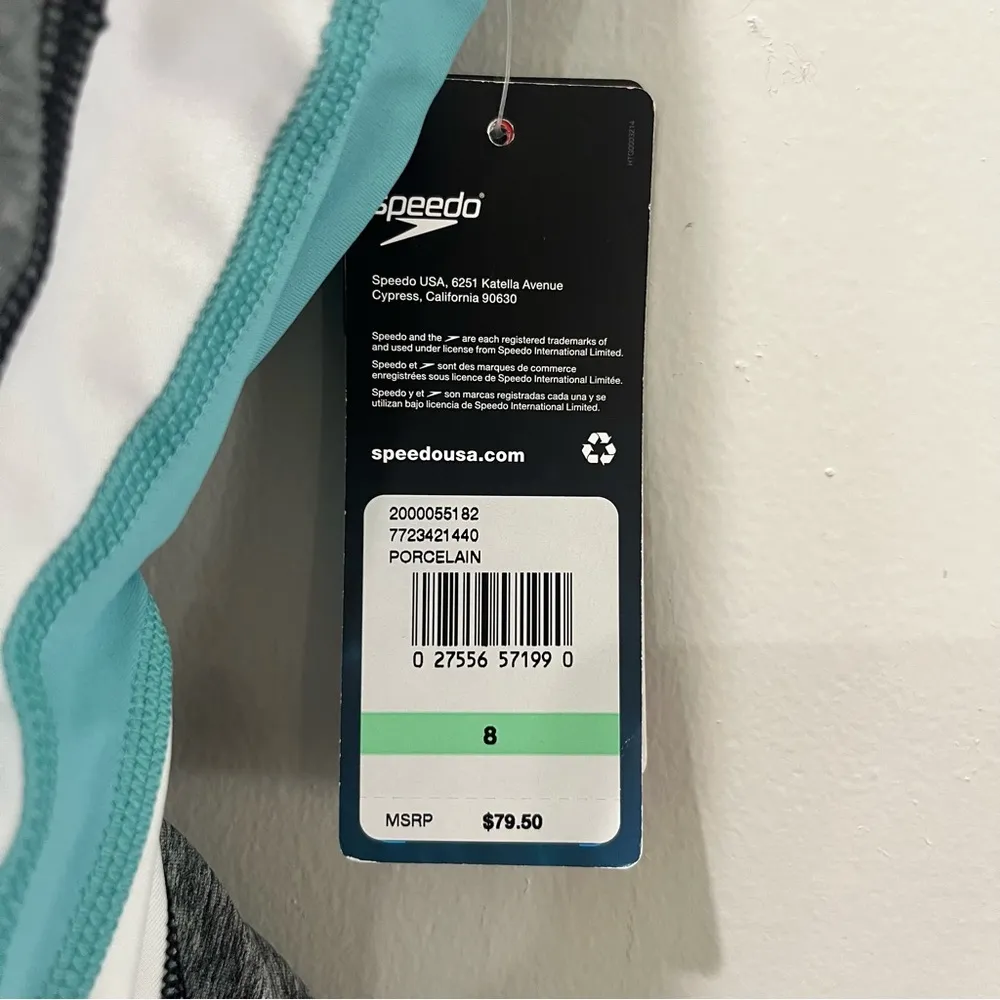 HTG0003214
speedo®
Speedo USA, 6251 Katella Avenue
Cypress, California 90630
Speedo and the are each registered trademarks of
and used under license from Speedo International Limited.
Speedo et sont des marques de commerce
enregistrées sous licence de Speedo International Limitée.
Speedo y et son marcas registradas cada una y se
utilizan bajo licencia de Speedo International Limited.
speedousa.com
2000055182
7723421440
PORCELAIN
0 27556 57199 0
8
MSRP $79.50